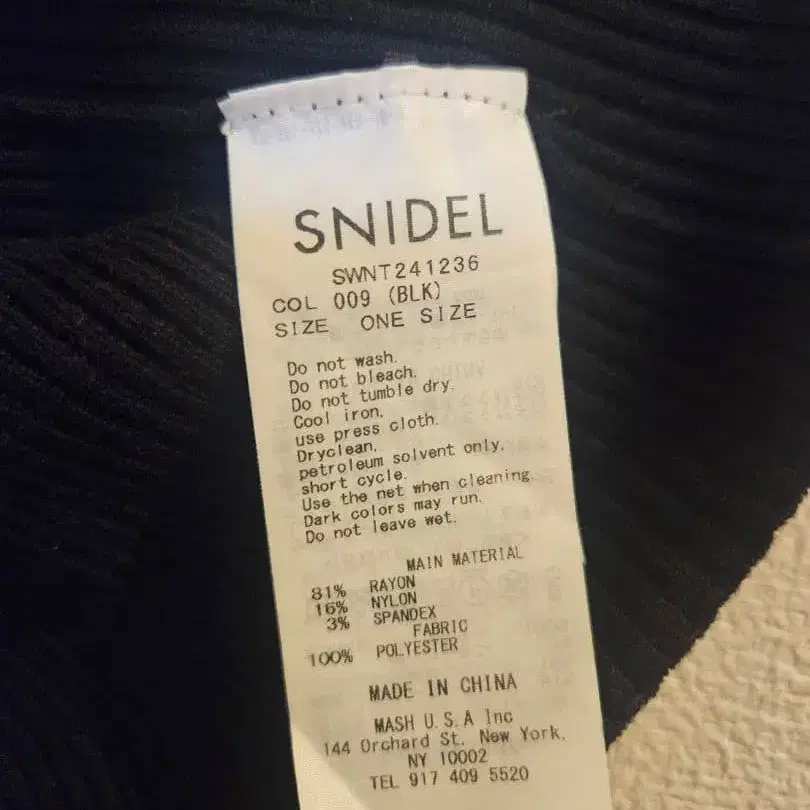 SNIDEL
SWNT241236
COL 009 (BLK)
SIZE ONE SIZE
Do not wash.
Do not bleach.
Do not tumble dry.
Cool iron.
use press cloth.
Dryclean.
petroleum solvent only.
short cycle.
Use the net when cleaning.
Dark colors may run.
Do not leave wet.
MAIN MATERIAL
81% RAYON
16% NYLON
3% SPANDEX
FABRIC
100% POLYESTER
MADE IN CHINA
MASH U.S.A Inc
144 Orchard St. New York.
NY 10002
TEL 917 409 5520